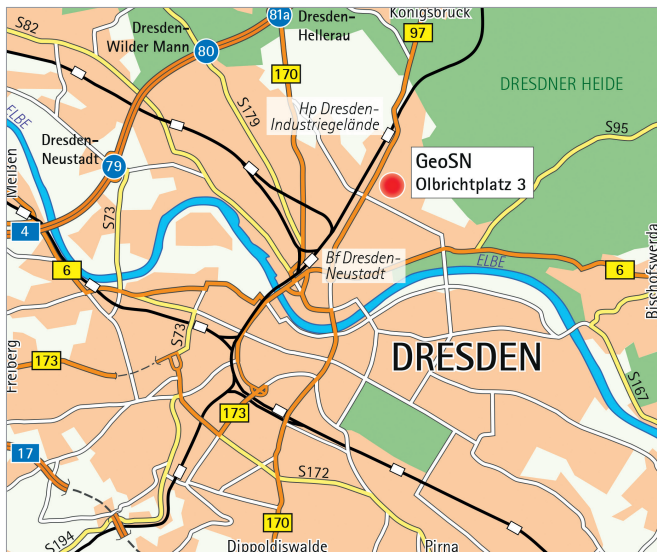 S82
Dresden-
Wilder Mann
80
81a
Dresden-
Hellerau
Königsbrück
97
170
DRESDNER HEIDE
ELBE
S179
Hp Dresden-
Industriegelände
S95
Dresden-
Neustadt
79
GeoSN
Olbrichtplatz 3
Meißen
S73
4
6
Bf Dresden-
Neustadt
ELBE
6
Bischofswerda
S73
173
Freiberg
DRESDEN
S167
173
17
S172
170
S194
Dippoldiswalde
Pirna